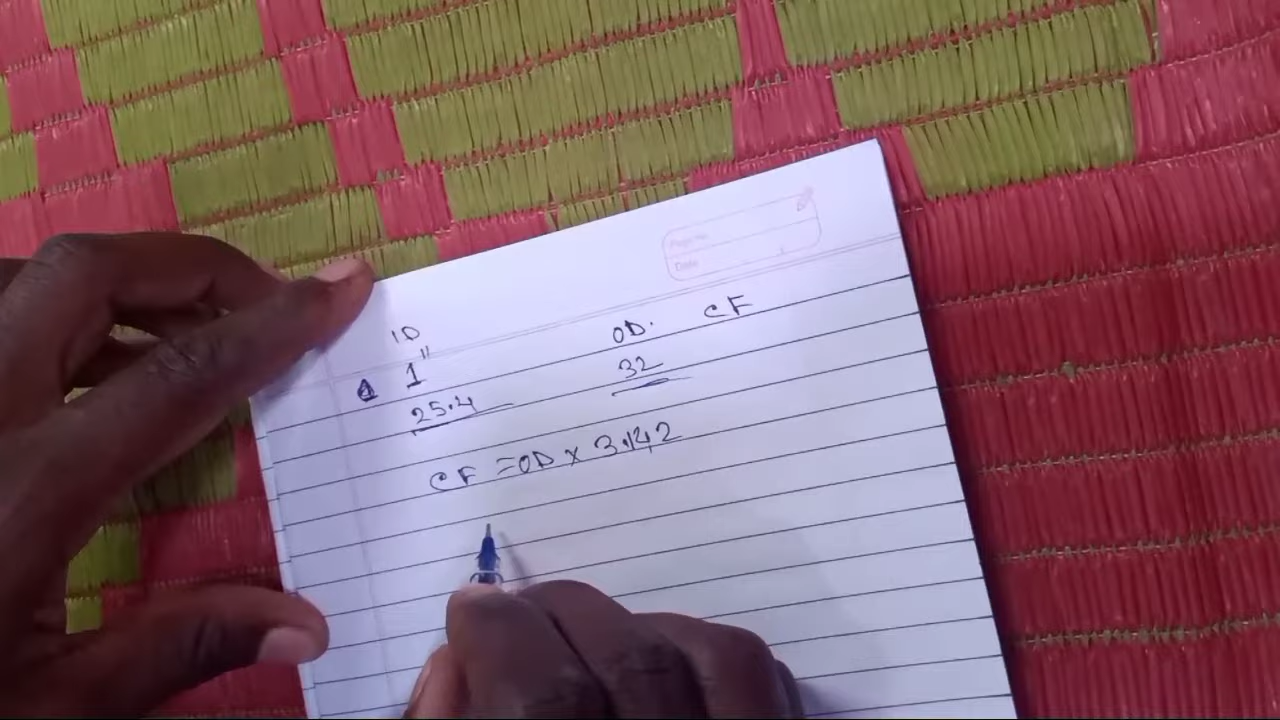 Page No.
Date
ID OD. CF
1" 32
25.4
CF = OD x 3.142